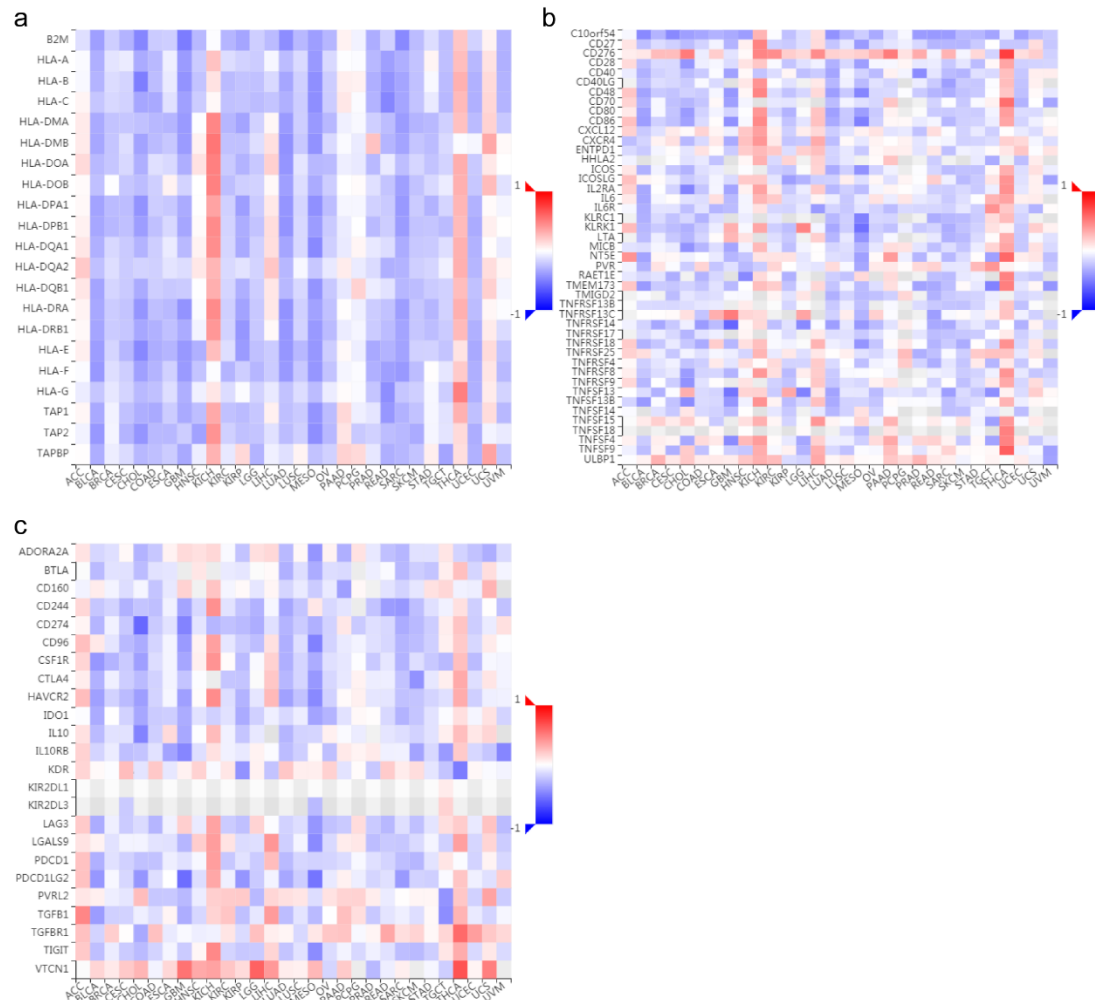 a
B2M
HLA-A
HLA-B
HLA-C
HLA-DMA
HLA-DMB
HLA-DOA
HLA-DOB
HLA-DPA1
HLA-DPB1
HLA-DQA1
HLA-DQA2
HLA-DQB1
HLA-DRA
HLA-DRB1
HLA-E
HLA-F
HLA-G
TAP1
TAP2
TAPBP
ACC BLCA BRCA CESC CHOL COAD ESCA GBM HNSC KICH KIRC KIRP LGG LIHC LUAD LUSC MESO OV PAAD PCPG PRAD READ SARC SKCM STAD TGCT THCA UCEC UCS UVM
1
-1
b
C10orf54
CD27
CD276
CD28
CD40
CD40LG
CD48
CD70
CD80
CD86
CXCL12
CXCR4
ENTPD1
HHLA2
ICOS
ICOSLG
IL2RA
IL6
IL6R
KLRC1
KLRK1
LTA
MICB
NT5E
PVR
RAET1E
TMEM173
TMIGD2
TNFRSF13B
TNFRSF13C
TNFRSF14
TNFRSF17
TNFRSF18
TNFRSF25
TNFRSF4
TNFRSF8
TNFRSF9
TNFSF13
TNFSF13B
TNFSF14
TNFSF15
TNFSF18
TNFSF4
TNFSF9
ULBP1
ACC BLCA BRCA CESC CHOL COAD ESCA GBM HNSC KICH KIRC KIRP LGG LIHC LUAD LUSC MESO OV PAAD PCPG PRAD READ SARC SKCM STAD TGCT THCA UCEC UCS UVM
1
-1
c
ADORA2A
BTLA
CD160
CD244
CD274
CD96
CSF1R
CTLA4
HAVCR2
IDO1
IL10
IL10RB
KDR
KIR2DL1
KIR2DL3
LAG3
LGALS9
PDCD1
PDCD1LG2
PVRL2
TGFB1
TGFBR1
TIGIT
VTCN1
ACC BLCA BRCA CESC CHOL COAD ESCA GBM HNSC KICH KIRC KIRP LGG LIHC LUAD LUSC MESO OV PAAD PCPG PRAD READ SARC SKCM STAD TGCT THCA UCEC UCS UVM
1
-1